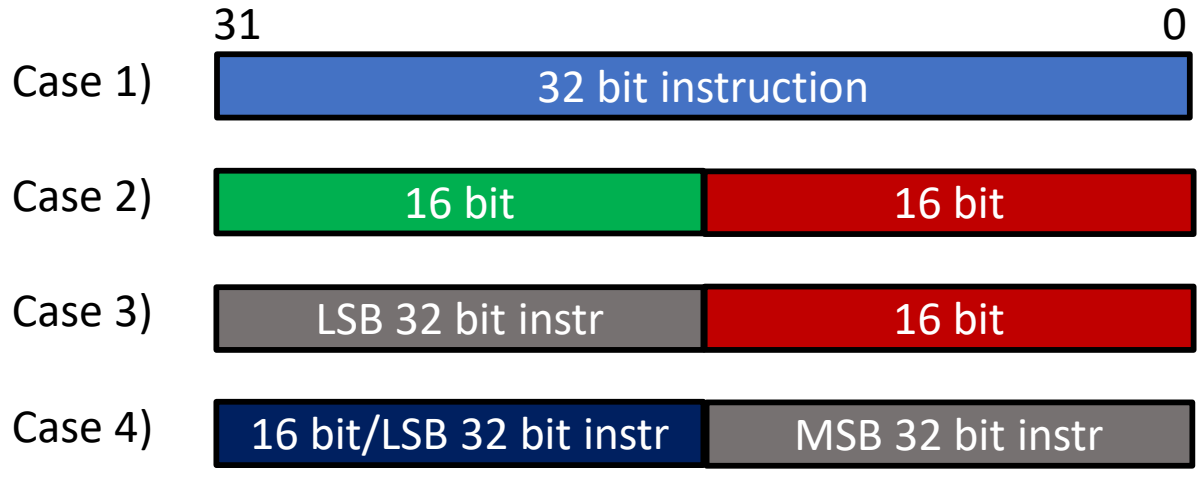 31 0
Case 1) 32 bit instruction
Case 2) 16 bit 16 bit
Case 3) LSB 32 bit instr 16 bit
Case 4) 16 bit/LSB 32 bit instr MSB 32 bit instr